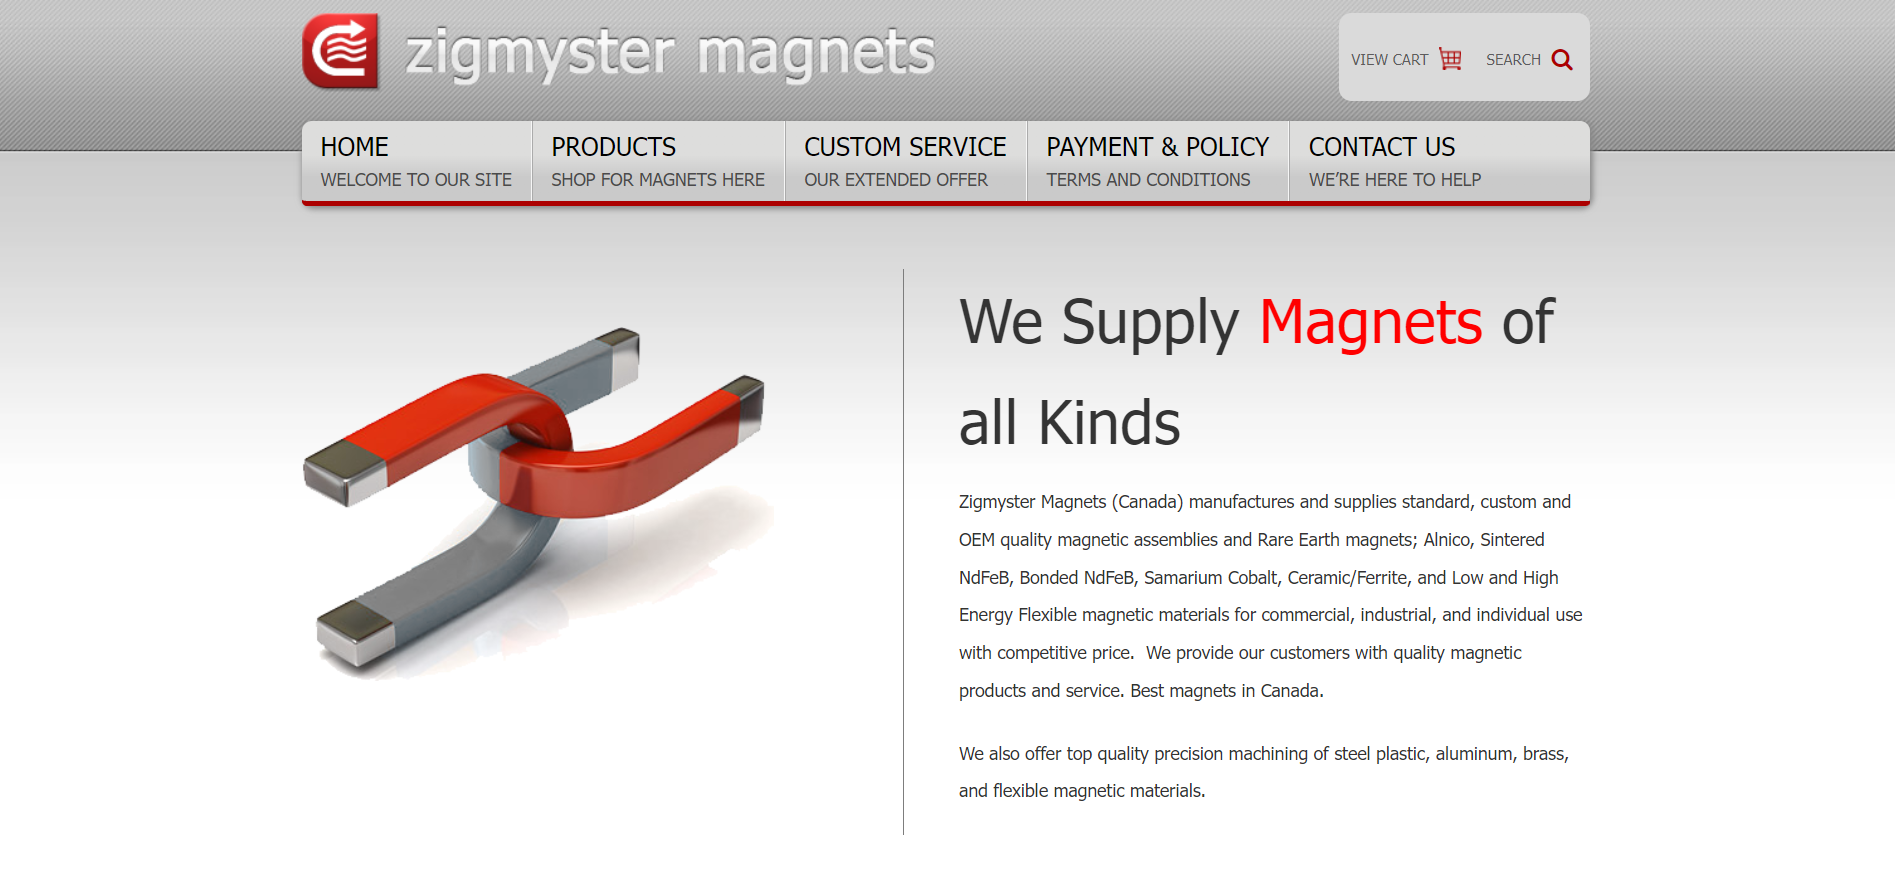 zigmyster magnets
VIEW CART
SEARCH
HOME
WELCOME TO OUR SITE
PRODUCTS
SHOP FOR MAGNETS HERE
CUSTOM SERVICE
OUR EXTENDED OFFER
PAYMENT & POLICY
TERMS AND CONDITIONS
CONTACT US
WE’RE HERE TO HELP
We Supply Magnets of
all Kinds
Zigmyster Magnets (Canada) manufactures and supplies standard, custom and
OEM quality magnetic assemblies and Rare Earth magnets; Alnico, Sintered
NdFeB, Bonded NdFeB, Samarium Cobalt, Ceramic/Ferrite, and Low and High
Energy Flexible magnetic materials for commercial, industrial, and individual use
with competitive price.  We provide our customers with quality magnetic
products and service. Best magnets in Canada.
We also offer top quality precision machining of steel plastic, aluminum, brass,
and flexible magnetic materials.